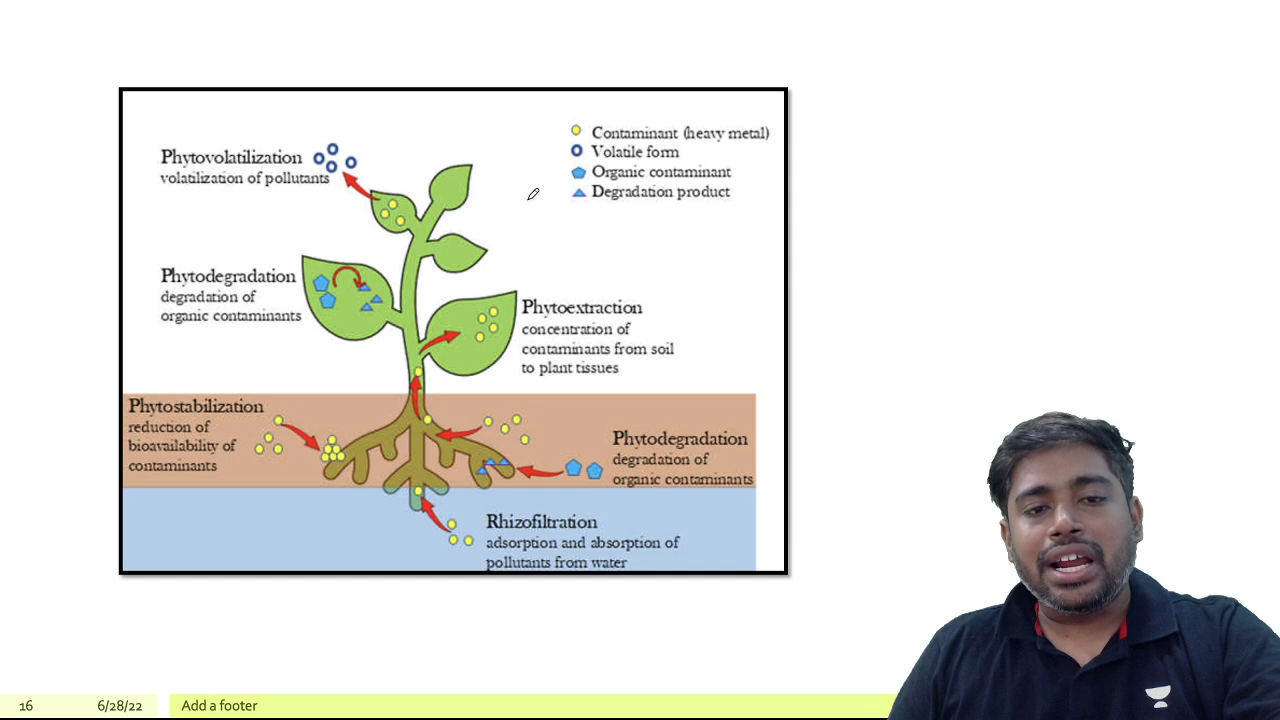 Contaminant (heavy metal)
Volatile form
Organic contaminant
Degradation product
Phytovolatilization
volatilization of pollutants
Phytodegradation
degradation of
organic contaminants
Phytoextraction
concentration of
contaminants from soil
to plant tissues
Phytostabilization
reduction of
bioavailability of
contaminants
Phytodegradation
degradation of
organic contaminants
Rhizofiltration
adsorption and absorption of
pollutants from water
16 6/28/22 Add a footer